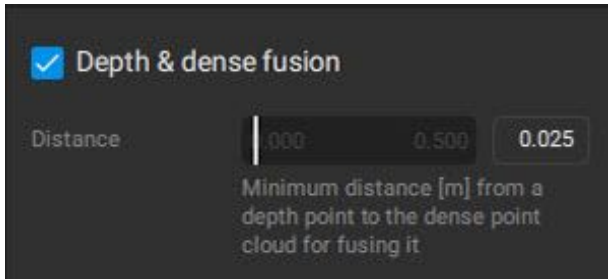 Depth & dense fusion
Distance
.000 0.500 0.025
Minimum distance [m] from a
depth point to the dense point
cloud for fusing it